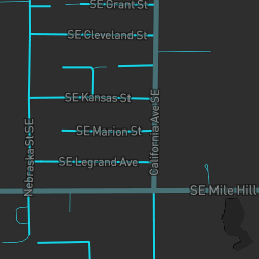 SE Grant St
SE Cleveland St
SE Kansas St
SE Marion St
SE Legrand Ave
Nebraska St SE
California Ave SE
SE Mile Hill